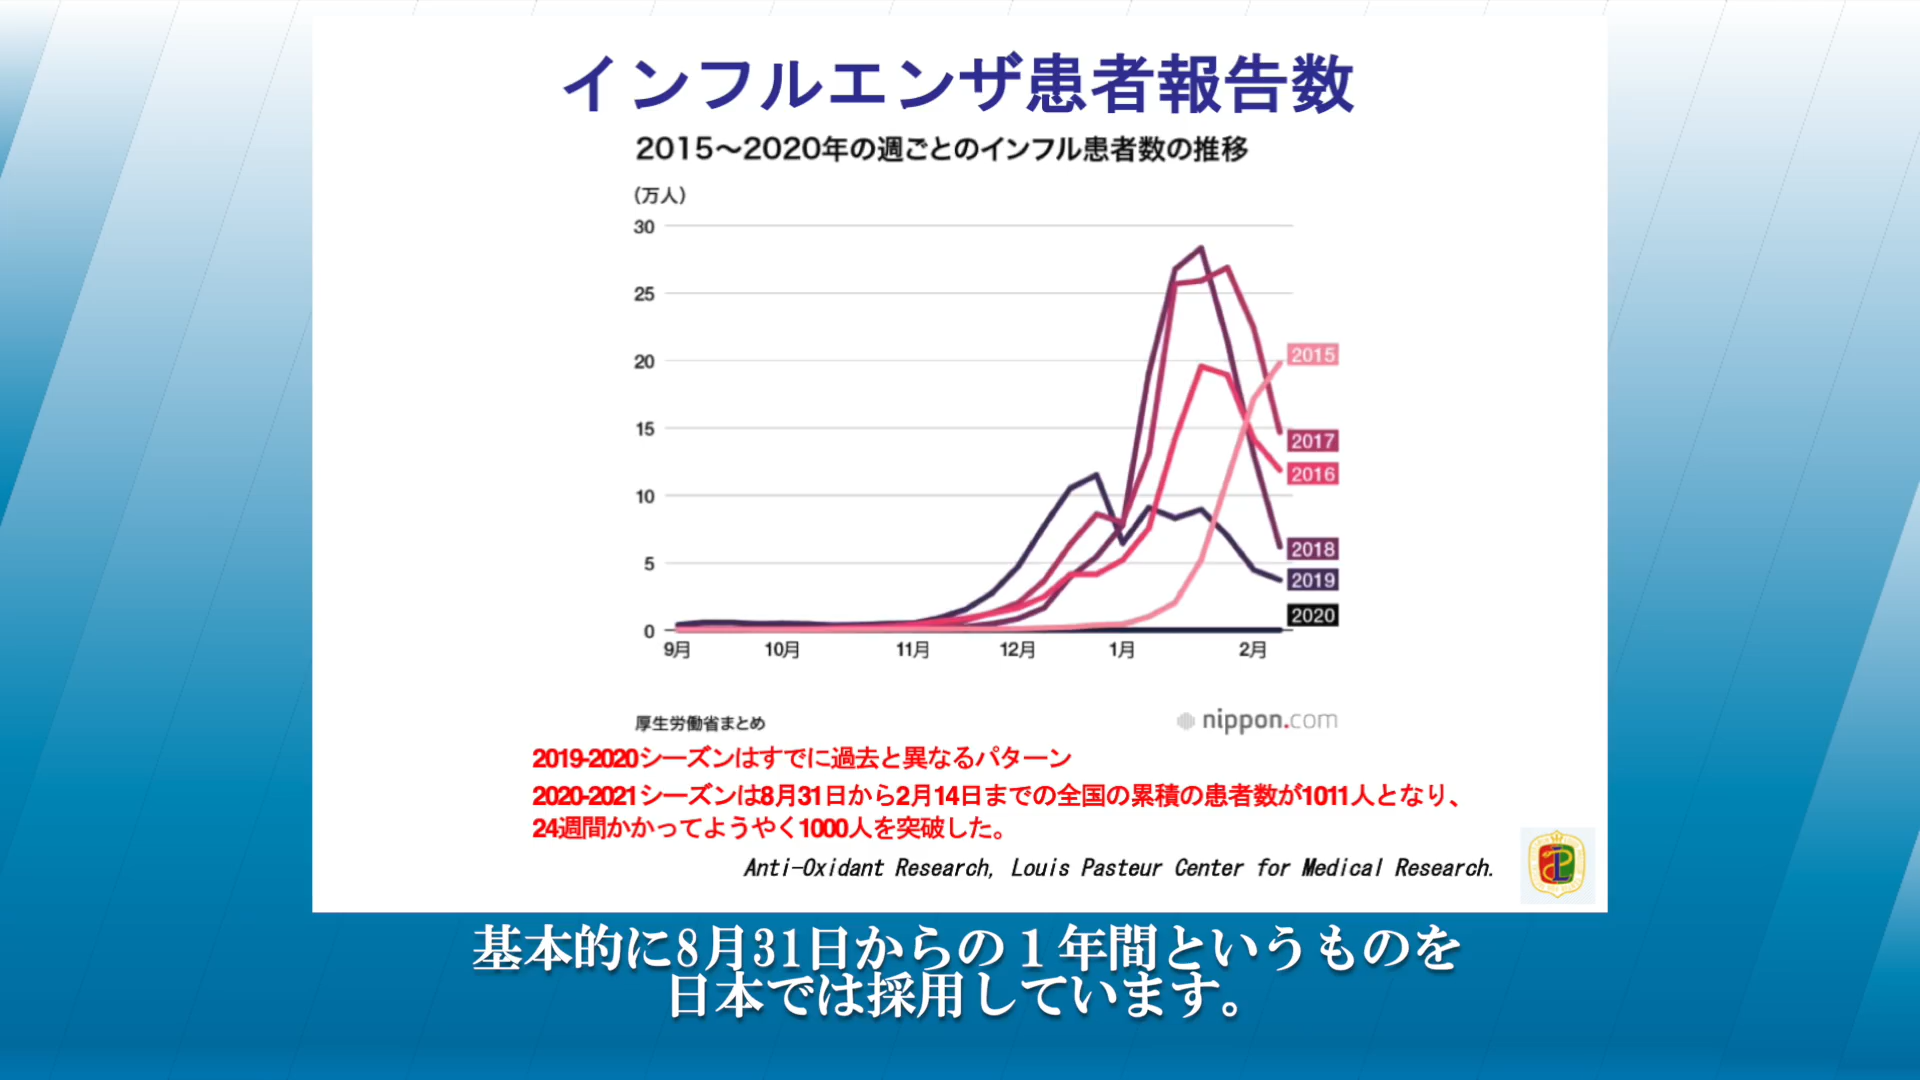 インフルエンザ患者報告数
2015〜2020年の週ごとのインフル患者数の推移
(万人)
30
25
20
15
10
5
0
9月 10月 11月 12月 1月 2月
2015
2017
2016
2018
2019
2020
厚生労働省まとめ
nippon.com
2019-2020シーズンはすでに過去と異なるパターン
2020-2021シーズンは8月31日から2月14日までの全国の累積の患者数が1011人となり、
24週間かかってようやく1000人を突破した。
Anti-Oxidant Research, Louis Pasteur Center for Medical Research.
基本的に8月31日からの１年間というものを
日本では採用しています。